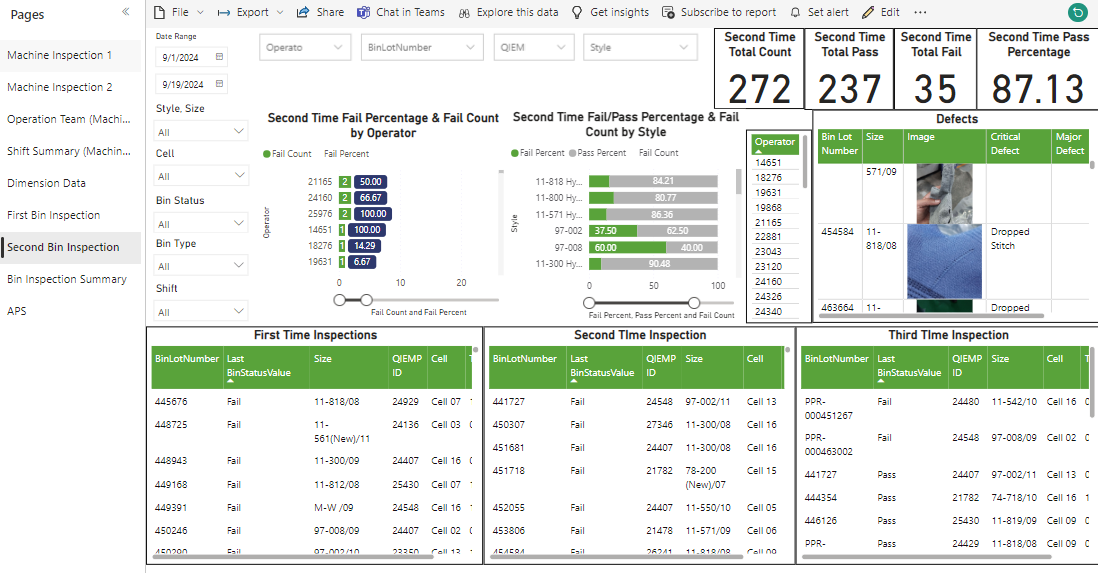 Pages
Machine Inspection 1
Machine Inspection 2
Operation Team (Machi...
Shift Summary (Machin...
Dimension Data
First Bin Inspection
Second Bin Inspection
Bin Inspection Summary
APS
File Export Share Chat in Teams Explore this data Get insights Subscribe to report Set alert Edit ...
Date Range
9/1/2024
9/19/2024
Style, Size
All
Cell
All
Bin Status
All
Bin Type
All
Shift
All
Operato BinLotNumber QIEM Style
Second Time Total Count
272
Second Time Total Pass
237
Second Time Total Fail
35
Second Time Pass Percentage
87.13
Second Time Fail Percentage & Fail Count
by Operator
Fail Count Fail Percent
Operator
21165 2 50.00
24160 2 66.67
25976 2 100.00
14651 1 100.00
18276 1 14.29
19631 1 6.67
0 10 20
Fail Count and Fail Percent
Second Time Fail/Pass Percentage & Fail
Count by Style
Fail Percent Pass Percent Fail Count
Style
11-818 Hy... 84.21
11-800 Hy... 80.77
11-571 Hy... 86.36
97-002 37.50 62.50
97-008 60.00 40.00
11-300 Hy... 90.48
0 50 100
Fail Percent, Pass Percent and Fail Count
Operator
14651
18276
19631
19868
21165
22881
23043
23120
24160
24326
24340
Defects
Bin Lot Number Size Image Critical Defect Major Defect
571/09
454584 11-818/08 Dropped Stitch
463664 11- Dropped
First Time Inspections
BinLotNumber Last BinStatusValue Size QIEMP ID Cell
445676 Fail 11-818/08 24929 Cell 07
448725 Fail 11-561(New)/11 24136 Cell 03
448943 Fail 11-300/09 24407 Cell 16
449168 Fail 11-812/08 25430 Cell 07
449391 Fail M-W /09 24548 Cell 16
450246 Fail 97-008/09 24407 Cell 02
450290 Fail 97-002/10 23350 Cell 13
Second TIme Inspection
BinLotNumber Last BinStatusValue QIEMP ID Size Cell
441727 Fail 24548 97-002/11 Cell 13
450307 Fail 27346 11-300/08 Cell 16
451681 Fail 24407 11-300/08 Cell 16
451718 Fail 21782 78-200 (New)/07 Cell 15
452055 Fail 24407 11-550/10 Cell 05
453806 Fail 21478 11-571/09 Cell 06
454584 Fail 26241 11-818/08 Cell 09
Third TIme Inspection
BinLotNumber Last BinStatusValue QIEMP ID Size Cell
PPR-000451267 Fail 24480 11-542/10 Cell 16
PPR-000463002 Fail 24548 97-008/09 Cell 02
441727 Pass 24407 97-002/11 Cell 13
444354 Pass 21782 74-718/10 Cell 16
446126 Pass 25430 11-819/09 Cell 09
PPR- Pass 24429 11-818/08 Cell 09